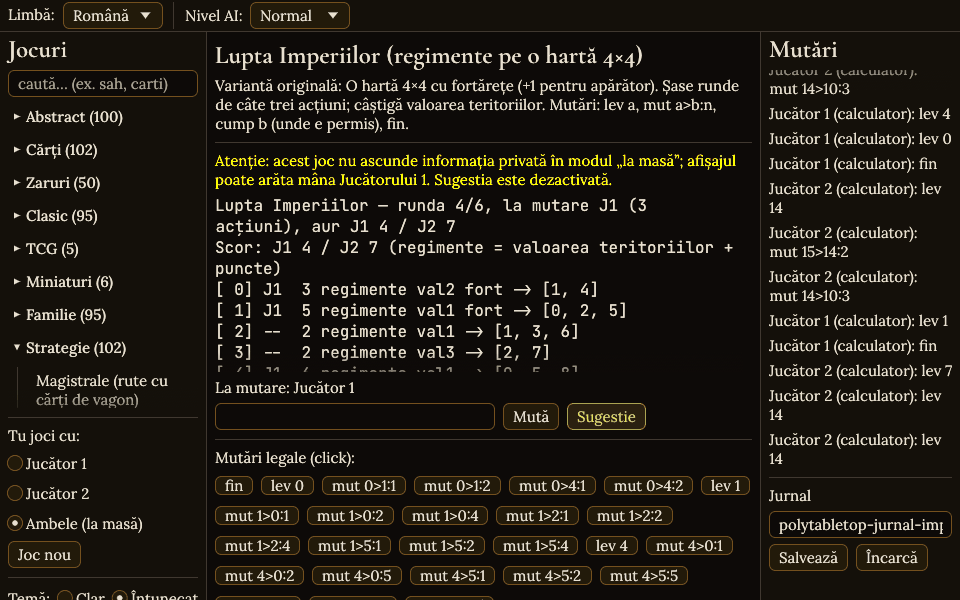 Limbă:
Română
Nivel AI:
Normal
Jocuri
caută... (ex. sah, carti)
▸ Abstract (100)
▸ Cărți (102)
▸ Zaruri (50)
▸ Clasic (95)
▸ TCG (5)
▸ Miniaturi (6)
▸ Familie (95)
▾ Strategie (102)
Magistrale (rute cu
cărți de vagon)
Tu joci cu:
Jucător 1
Jucător 2
Ambele (la masă)
Joc nou
Temă: Clar Întunecat
Lupta Imperiilor (regimente pe o hartă 4×4)
Variantă originală: O hartă 4×4 cu fortărețe (+1 pentru apărător). Șase runde
de câte trei acțiuni; câștigă valoarea teritoriilor. Mutări: lev a, mut a>b:n,
cump b (unde e permis), fin.
Atenție: acest joc nu ascunde informația privată în modul „la masă”; afișajul
poate arăta mâna Jucătorului 1. Sugestia este dezactivată.
Lupta Imperiilor — runda 4/6, la mutare J1 (3
acțiuni), aur J1 4 / J2 7
Scor: J1 4 / J2 7 (regimente = valoarea teritoriilor +
puncte)
[ 0] J1  3 regimente val2 fort -> [1, 4]
[ 1] J1  5 regimente val1 fort -> [0, 2, 5]
[ 2] --  2 regimente val1 -> [1, 3, 6]
[ 3] --  2 regimente val3 -> [2, 7]
[ 4] J1  4 regimente val1 -> [0, 5, 8]
La mutare: Jucător 1
Mută
Sugestie
Mutări legale (click):
fin lev 0 mut 0>1:1 mut 0>1:2 mut 0>4:1 mut 0>4:2 lev 1
mut 1>0:1 mut 1>0:2 mut 1>0:4 mut 1>2:1 mut 1>2:2
mut 1>2:4 mut 1>5:1 mut 1>5:2 mut 1>5:4 lev 4 mut 4>0:1
mut 4>0:2 mut 4>0:5 mut 4>5:1 mut 4>5:2 mut 4>5:5
Mutări
Jucător 2 (calculator):
mut 14>10:3
Jucător 1 (calculator): lev 4
Jucător 1 (calculator): lev 0
Jucător 1 (calculator): fin
Jucător 2 (calculator): lev
14
Jucător 2 (calculator):
mut 15>14:2
Jucător 2 (calculator):
mut 14>10:3
Jucător 1 (calculator): lev 1
Jucător 1 (calculator): fin
Jucător 2 (calculator): lev 7
Jucător 2 (calculator): lev
14
Jucător 2 (calculator): lev
14
Jurnal
polytabletop-jurnal-imp
Salvează
Încarcă